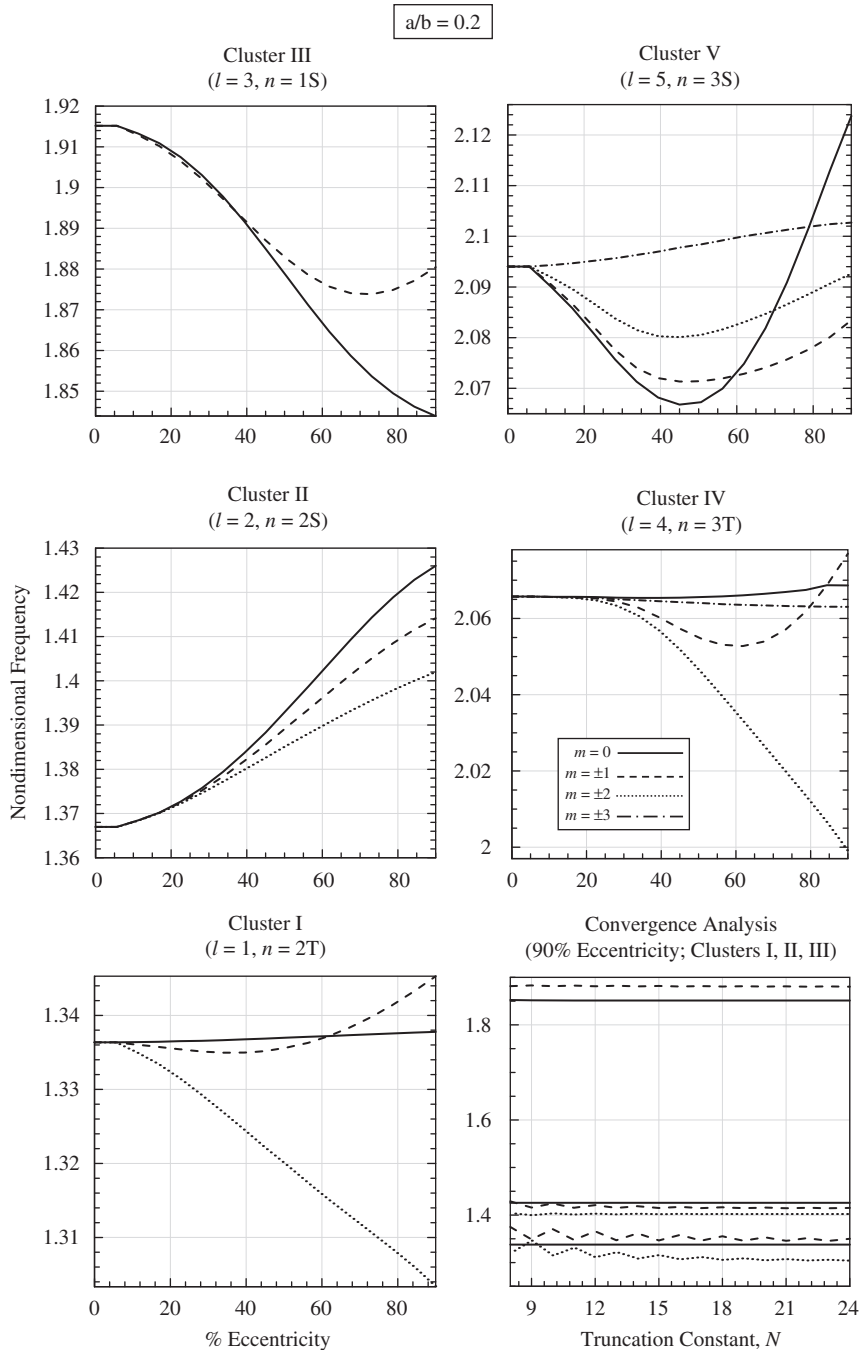 a/b = 0.2
Cluster III
(l = 3, n = 1S)
1.92
1.91
1.9
1.89
1.88
1.87
1.86
1.85
0 20 40 60 80
Cluster V
(l = 5, n = 3S)
2.12
2.11
2.1
2.09
2.08
2.07
0 20 40 60 80
Nondimensional Frequency
Cluster II
(l = 2, n = 2S)
1.43
1.42
1.41
1.4
1.39
1.38
1.37
1.36
0 20 40 60 80
Cluster IV
(l = 4, n = 3T)
2.06
2.04
2.02
2
m = 0
m = ±1
m = ±2
m = ±3
0 20 40 60 80
Cluster I
(l = 1, n = 2T)
1.34
1.33
1.32
1.31
0 20 40 60 80
% Eccentricity
Convergence Analysis
(90% Eccentricity; Clusters I, II, III)
1.8
1.6
1.4
9 12 15 18 21 24
Truncation Constant, N